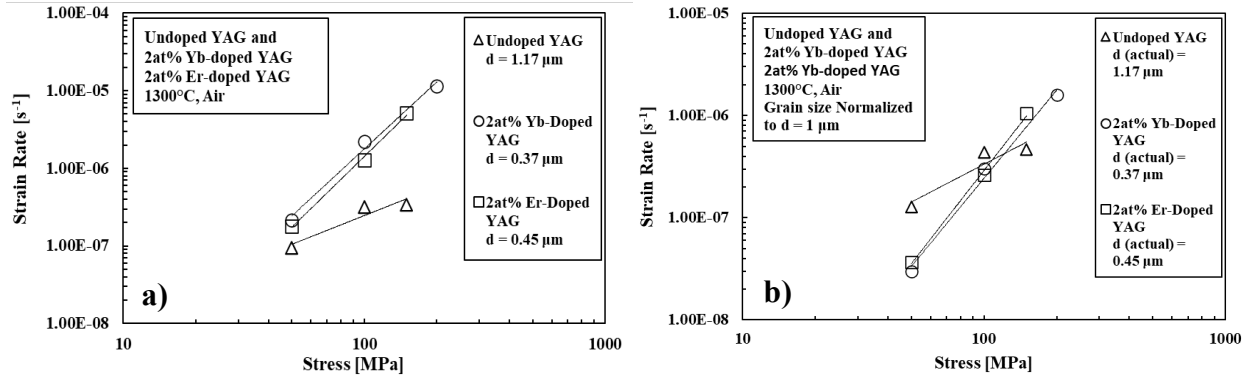 1.00E-04
1.00E-05
1.00E-06
1.00E-07
1.00E-08
Strain Rate [s⁻¹]
Undoped YAG and
2at% Yb-doped YAG
2at% Er-doped YAG
1300°C, Air
Undoped YAG
d = 1.17 µm
2at% Yb-Doped
YAG
d = 0.37 µm
2at% Er-Doped
YAG
d = 0.45 µm
a)
10
100
1000
Stress [MPa]
1.00E-05
1.00E-06
1.00E-07
1.00E-08
Strain Rate [s⁻¹]
Undoped YAG and
2at% Yb-doped YAG
2at% Yb-doped YAG
1300°C, Air
Grain size Normalized
to d = 1 µm
Undoped YAG
d (actual) =
1.17 µm
2at% Yb-Doped
YAG
d (actual) =
0.37 µm
2at% Er-Doped
YAG
d (actual) =
0.45 µm
b)
10
100
1000
Stress [MPa]